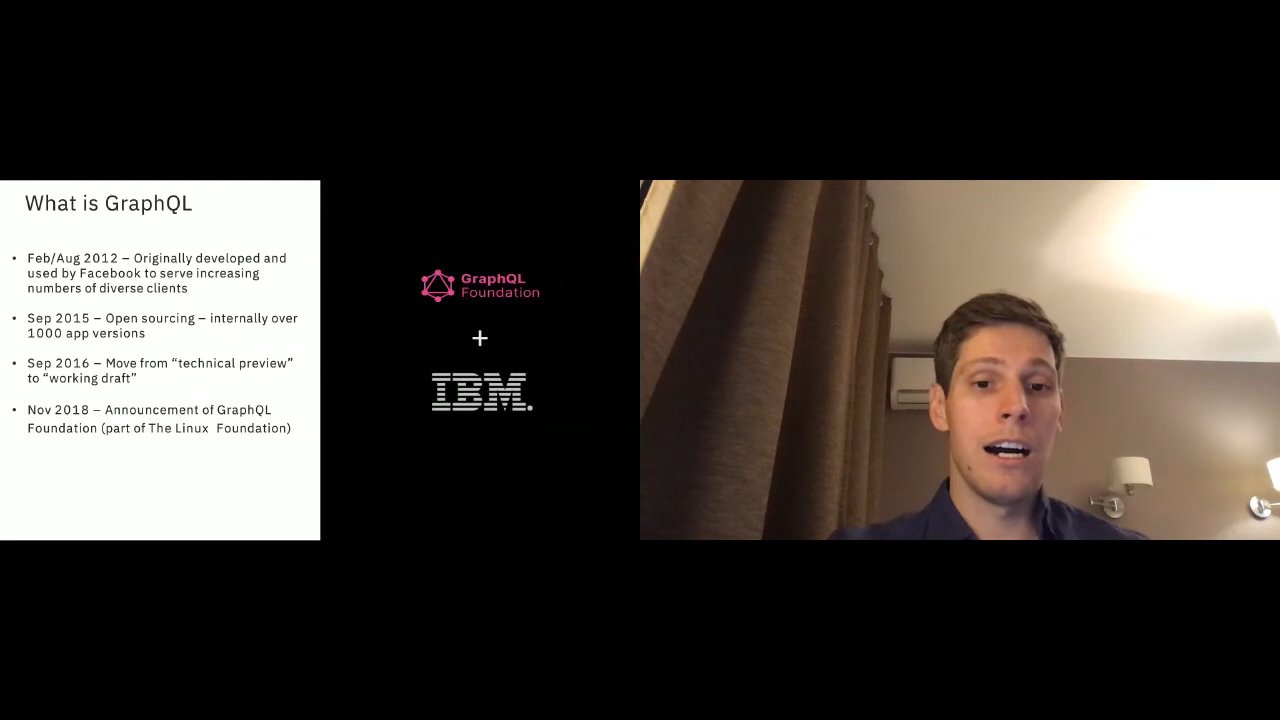 What is GraphQL
• Feb/Aug 2012 – Originally developed and
used by Facebook to serve increasing
numbers of diverse clients
• Sep 2015 – Open sourcing – internally over
1000 app versions
• Sep 2016 – Move from “technical preview”
to “working draft”
• Nov 2018 – Announcement of GraphQL
Foundation (part of The Linux Foundation)
GraphQL
Foundation
+
IBM.